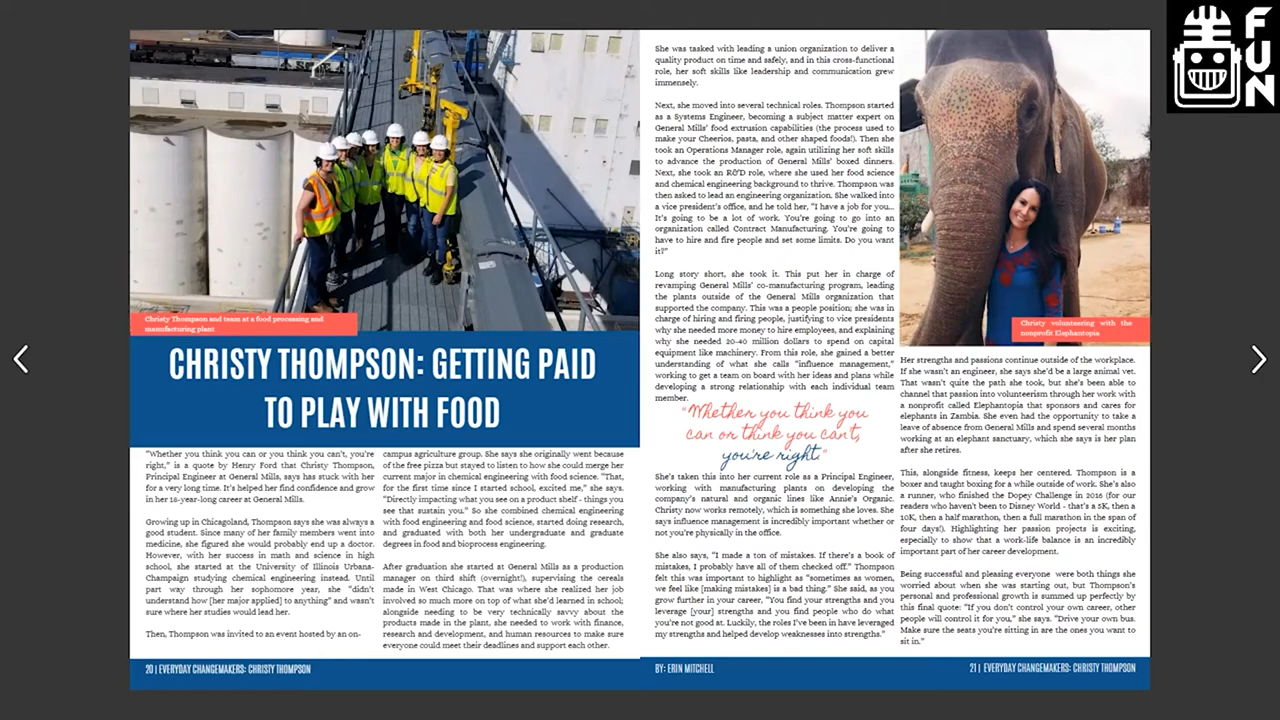 FUN
Christy Thompson and team at a food processing and
manufacturing plant
CHRISTY THOMPSON: GETTING PAID
TO PLAY WITH FOOD
"Whether you think you can or you think you can't, you're
right," is a quote by Henry Ford that Christy Thompson,
Principal Engineer at General Mills, says has stuck with her
for a very long time. It's helped her find confidence and grow
in her 18-year-long career at General Mills.
Growing up in Chicagoland, Thompson says she was always a
good student. Since many of her family members went into
medicine, she figured she would probably end up a doctor.
However, with her success in math and science in high
school, she started at the University of Illinois Urbana-
Champaign studying chemical engineering instead. Until
part way through her sophomore year, she "didn't
understand how [her major applied] to anything" and wasn't
sure where her studies would lead her.
Then, Thompson was invited to an event hosted by an on-
campus agriculture group. She says she originally went because
of the free pizza but stayed to listen to how she could merge her
current major in chemical engineering with food science. "That,
for the first time since I started school, excited me," she says.
"Directly impacting what you see on a product shelf - things you
see that sustain you." So she combined chemical engineering
with food engineering and food science, started doing research,
and graduated with both her undergraduate and graduate
degrees in food and bioprocess engineering.
After graduation she started at General Mills as a production
manager on third shift (overnight!), supervising the cereals
made in West Chicago. That was where she realized her job
involved so much more on top of what she'd learned in school;
alongside needing to be very technically savvy about the
products made in the plant, she needed to work with finance,
research and development, and human resources to make sure
everyone could meet their deadlines and support each other.
20 | EVERYDAY CHANGEMAKERS: CHRISTY THOMPSON
She was tasked with leading a union organization to deliver a
quality product on time and safely, and in this cross-functional
role, her soft skills like leadership and communication grew
immensely.
Next, she moved into several technical roles. Thompson started
as a Systems Engineer, becoming a subject matter expert on
General Mills' food extrusion capabilities (the process used to
make your Cheerios, pasta, and other shaped foods!). Then she
took an Operations Manager role, again utilizing her soft skills
to advance the production of General Mills' boxed dinners.
Next, she took an R&D role, where she used her food science
and chemical engineering background to thrive. Thompson was
then asked to lead an engineering organization. She walked into
a vice president's office, and he told her, "I have a job for you...
It's going to be a lot of work. You're going to go into an
organization called Contract Manufacturing. You're going to
have to hire and fire people and set some limits. Do you want
it?"
Long story short, she took it. This put her in charge of
revamping General Mills' co-manufacturing program, leading
the plants outside of the General Mills organization that
supported the company. This was a people position; she was in
charge of hiring and firing people, justifying to vice presidents
why she needed more money to hire employees, and explaining
why she needed 20-40 million dollars to spend on capital
equipment like machinery. From this role, she gained a better
understanding of what she calls "influence management,"
working to get a team on board with her ideas and plans while
developing a strong relationship with each individual team
member.
"Whether you think you
can or think you can't,
you're right."
She's taken this into her current role as a Principal Engineer,
working with manufacturing plants on developing the
company's natural and organic lines like Annie's Organic.
Christy now works remotely, which is something she loves. She
says influence management is incredibly important whether or
not you're physically in the office.
She also says, "I made a ton of mistakes. If there's a book of
mistakes, I probably have all of them checked off." Thompson
felt this was important to highlight as "sometimes as women,
we feel like [making mistakes] is a bad thing." She said, as you
grow further in your career, "You find your strengths and you
leverage [your] strengths and you find people who do what
you're not good at. Luckily, the roles I've been in have leveraged
my strengths and helped develop weaknesses into strengths."
BY: ERIN MITCHELL
Christy volunteering with the
nonprofit Elephantopia
Her strengths and passions continue outside of the workplace.
If she wasn't an engineer, she says she'd be a large animal vet.
That wasn't quite the path she took, but she's been able to
channel that passion into volunteerism through her work with
a nonprofit called Elephantopia that sponsors and cares for
elephants in Zambia. She even had the opportunity to take a
leave of absence from General Mills and spend several months
working at an elephant sanctuary, which she says is her plan
after she retires.
This, alongside fitness, keeps her centered. Thompson is a
boxer and taught boxing for a while outside of work. She's also
a runner, who finished the Dopey Challenge in 2016 (for our
readers who haven't been to Disney World - that's a 5K, then a
10K, then a half marathon, then a full marathon in the span of
four days!). Highlighting her passion projects is exciting,
especially to show that a work-life balance is an incredibly
important part of her career development.
Being successful and pleasing everyone were both things she
worried about when she was starting out, but Thompson's
personal and professional growth is summed up perfectly by
this final quote: "If you don't control your own career, other
people will control it for you," she says. "Drive your own bus.
Make sure the seats you're sitting in are the ones you want to
sit in."
21 | EVERYDAY CHANGEMAKERS: CHRISTY THOMPSON